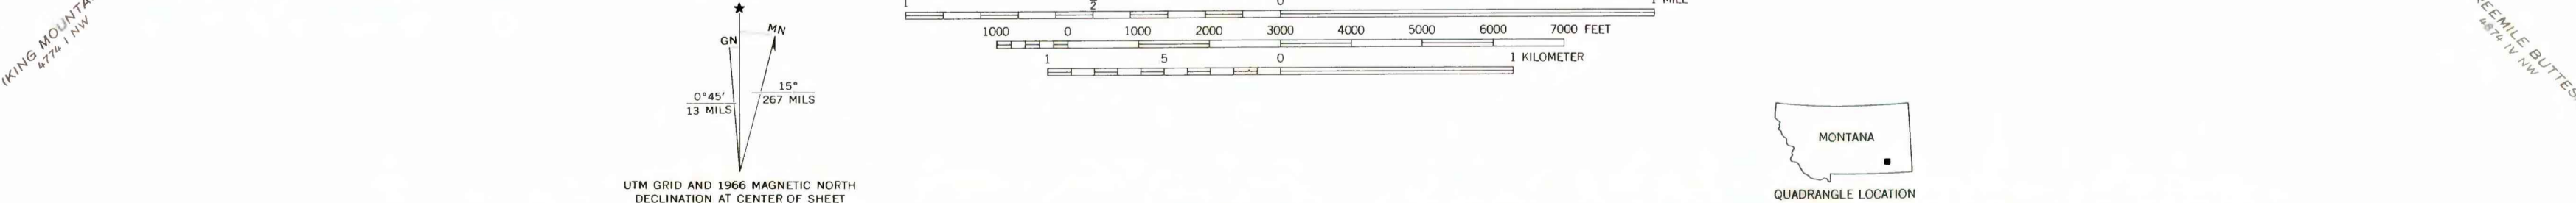 (KING MOUNTA
4774 I NW
GN
MN
0°45'
13 MILS
15°
267 MILS
UTM GRID AND 1966 MAGNETIC NORTH
DECLINATION AT CENTER OF SHEET
1 1/2 0 1 MILE
1000 0 1000 2000 3000 4000 5000 6000 7000 FEET
1 5 0 1 KILOMETER
MONTANA
QUADRANGLE LOCATION
EEMILE BUTTES
4874 IV NW